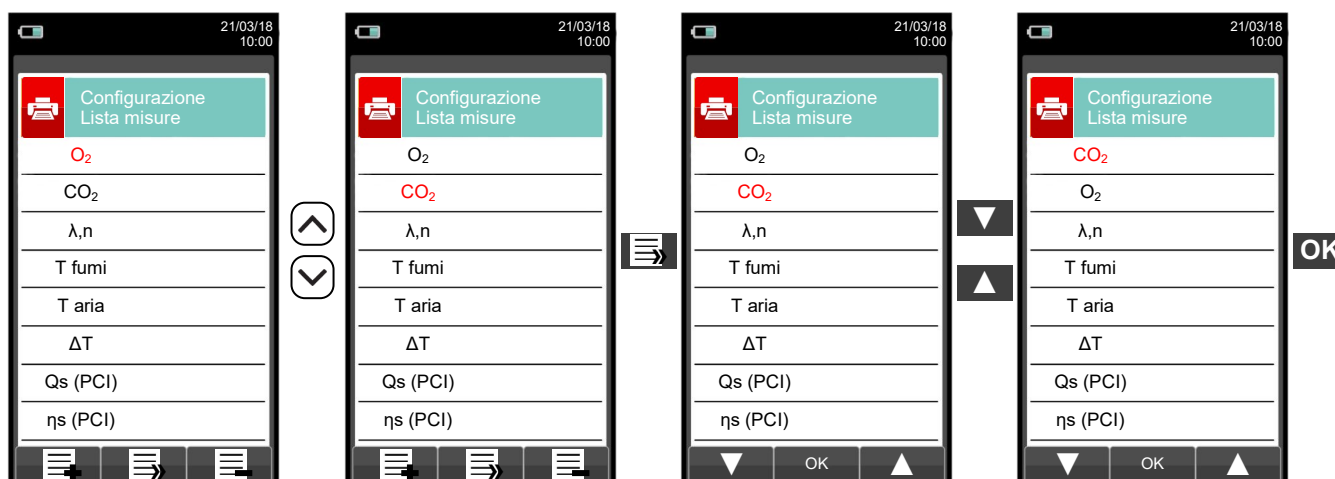 21/03/18
10:00
Configurazione
Lista misure
O₂
CO₂
λ,n
T fumi
T aria
ΔT
Qs (PCI)
ηs (PCI)
21/03/18
10:00
Configurazione
Lista misure
O₂
CO₂
λ,n
T fumi
T aria
ΔT
Qs (PCI)
ηs (PCI)
21/03/18
10:00
Configurazione
Lista misure
O₂
CO₂
λ,n
T fumi
T aria
ΔT
Qs (PCI)
ηs (PCI)
OK
21/03/18
10:00
Configurazione
Lista misure
CO₂
O₂
λ,n
T fumi
T aria
ΔT
Qs (PCI)
ηs (PCI)
OK
OK